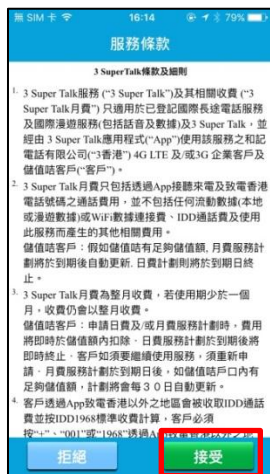 無 SIM 卡 16:14 79%
服務條款
3 SuperTalk條款及細則
1. 3 Super Talk服務 (“3 Super Talk”)及其相關收費 (“3
Super Talk月費”) 只適用於已登記國際長途電話服務
及國際漫遊服務(包括話音及數據)及3 Super Talk，並
經由 3 Super Talk應用程式(“App”)使用該服務之和記
電話有限公司(“3香港”) 4G LTE 及/或3G 企業客戶及
儲值咭客戶(“客戶”)。
2. 3 Super Talk月費只包括透過App接聽來電及致電香港
電話號碼之通話費用，並不包括任何流動數據(本地
或漫遊數據)或WiFi數據連接費、IDD通話費及使用
此服務而產生的其他相關費用。
儲值咭客戶：假如儲值咭有足夠儲值額, 月費服務計
劃將於到期後自動更新. 日費計劃則將於到期日終
止。
3. 3 Super Talk月費為整月收費，若使用期少於一個
月，收費仍會以整月收費。
儲值咭客戶：申請日費及/或月費服務計劃時，費用
將即時於儲值額內扣除．日費服務計劃於到期後將
即時終止．客戶如須要繼續使用服務，須重新申
請．月費服務計劃於到期日後，如儲值咭戶口內有
足夠儲值額，計劃將會每３０日自動更新。
4. 客戶透過App致電香港以外之地區會被收取IDD通話
費並按IDD1968標準收費計算，客戶必須
按“+”、“001”或“1968”透過App致電香港以外之地
拒絕
接受